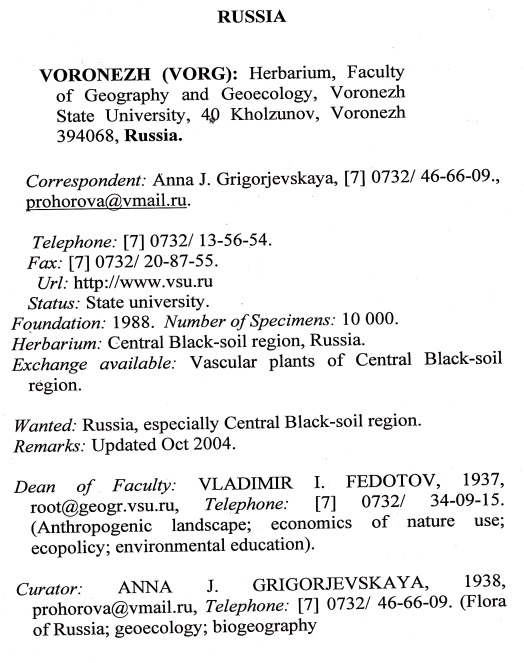 RUSSIA
VORONEZH (VORG): Herbarium, Faculty
of Geography and Geoecology, Voronezh
State University, 40 Kholzunov, Voronezh
394068, Russia.
Correspondent: Anna J. Grigorjevskaya, [7] 0732/ 46-66-09.,
prohorova@vmail.ru.
Telephone: [7] 0732/ 13-56-54.
Fax: [7] 0732/ 20-87-55.
Url: http://www.vsu.ru
Status: State university.
Foundation: 1988. Number of Specimens: 10 000.
Herbarium: Central Black-soil region, Russia.
Exchange available: Vascular plants of Central Black-soil
region.
Wanted: Russia, especially Central Black-soil region.
Remarks: Updated Oct 2004.
Dean of Faculty: VLADIMIR I. FEDOTOV, 1937,
root@geogr.vsu.ru, Telephone: [7] 0732/ 34-09-15.
(Anthropogenic landscape; economics of nature use;
ecopolicy; environmental education).
Curator: ANNA J. GRIGORJEVSKAYA, 1938,
prohorova@vmail.ru, Telephone: [7] 0732/ 46-66-09. (Flora
of Russia; geoecology; biogeography